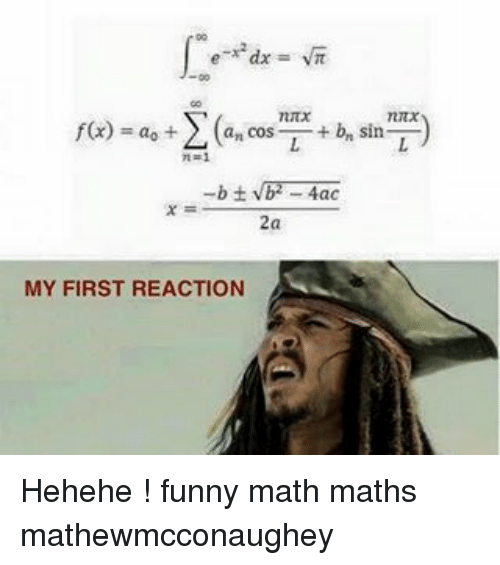 ∫_{-∞}^{∞} e^{-x²} dx = √π
f(x) = a₀ + ∑_{n=1}^{∞} (aₙ cos nπx/L + bₙ sin nπx/L)
x = (-b ± √(b² - 4ac))/2a
MY FIRST REACTION
Hehehe ! funny math maths
mathewmcconaughey